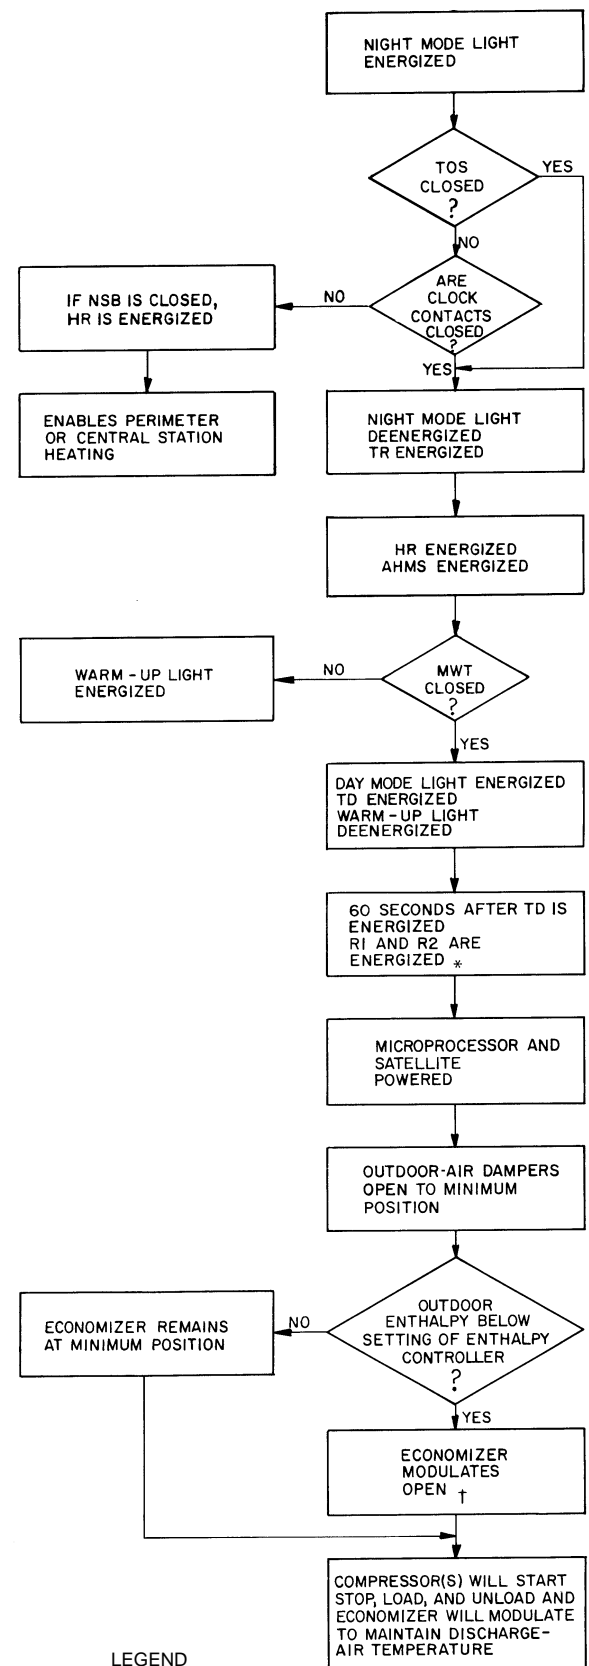 NIGHT MODE LIGHT
ENERGIZED
TOS
CLOSED
?
YES
NO
ARE
CLOCK
CONTACTS
CLOSED
?
NO
IF NSB IS CLOSED,
HR IS ENERGIZED
YES
ENABLES PERIMETER
OR CENTRAL STATION
HEATING
NIGHT MODE LIGHT
DEENERGIZED
TR ENERGIZED
HR ENERGIZED
AHMS ENERGIZED
MWT
CLOSED
?
NO
WARM-UP LIGHT
ENERGIZED
YES
DAY MODE LIGHT ENERGIZED
TD ENERGIZED
WARM-UP LIGHT
DEENERGIZED
60 SECONDS AFTER TD IS
ENERGIZED
R1 AND R2 ARE
ENERGIZED *
MICROPROCESSOR AND
SATELLITE
POWERED
OUTDOOR-AIR DAMPERS
OPEN TO MINIMUM
POSITION
OUTDOOR
ENTHALPY BELOW
SETTING OF ENTHALPY
CONTROLLER
?
NO
ECONOMIZER REMAINS
AT MINIMUM POSITION
YES
ECONOMIZER
MODULATES
OPEN †
COMPRESSOR(S) WILL START
STOP, LOAD, AND UNLOAD AND
ECONOMIZER WILL MODULATE
TO MAINTAIN DISCHARGE-
AIR TEMPERATURE
LEGEND